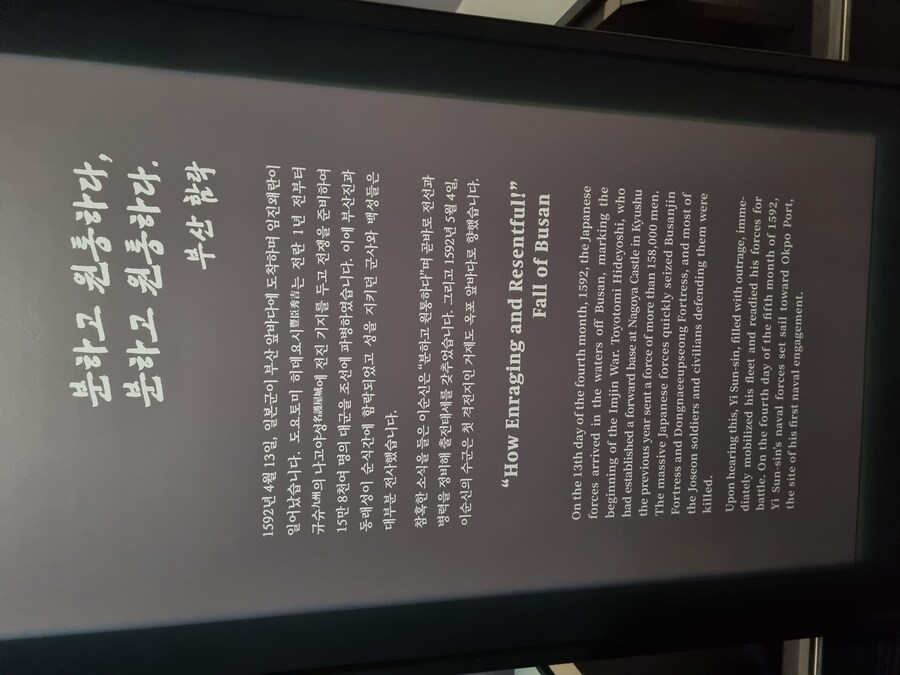 분하고 원통하다,
분하고 원통하다.
부산 함락
1592년 4월 13일, 일본군이 부산 앞바다에 도착하며 임진왜란이
일어났습니다. 도요토미 히데요시豊臣秀吉는 전란 1년 전부터
규슈九州의 나고야성名護屋城에 전진 기지를 두고 전쟁을 준비하여
15만 8천여 명의 대군을 조선에 파병하였습니다. 이에 부산진과
동래성이 순식간에 함락되었고 성을 지키던 군사와 백성들은
대부분 전사했습니다.
참혹한 소식을 들은 이순신은 “분하고 원통하다”며 곧바로 전선과
병력을 정비해 출전태세를 갖추었습니다. 그리고 1592년 5월 4일,
이순신의 수군은 첫 격전지인 거제도 옥포 앞바다로 향했습니다.
“How Enraging and Resentful!”
Fall of Busan
On the 13th day of the fourth month, 1592, the Japanese
forces arrived in the waters off Busan, marking the
beginning of the Imjin War. Toyotomi Hideyoshi, who
had established a forward base at Nagoya Castle in Kyushu
the previous year sent a force of more than 158,000 men.
The massive Japanese forces quickly seized Busanjin
Fortress and Dongnaeeupseong Fortress, and most of
the Joseon soldiers and civilians defending them were
killed.
Upon hearing this, Yi Sun-sin, filled with outrage, imme-
diately mobilized his fleet and readied his forces for
battle. On the fourth day of the fifth month of 1592,
Yi Sun-sin's naval forces set sail toward Okpo Port,
the site of his first naval engagement.